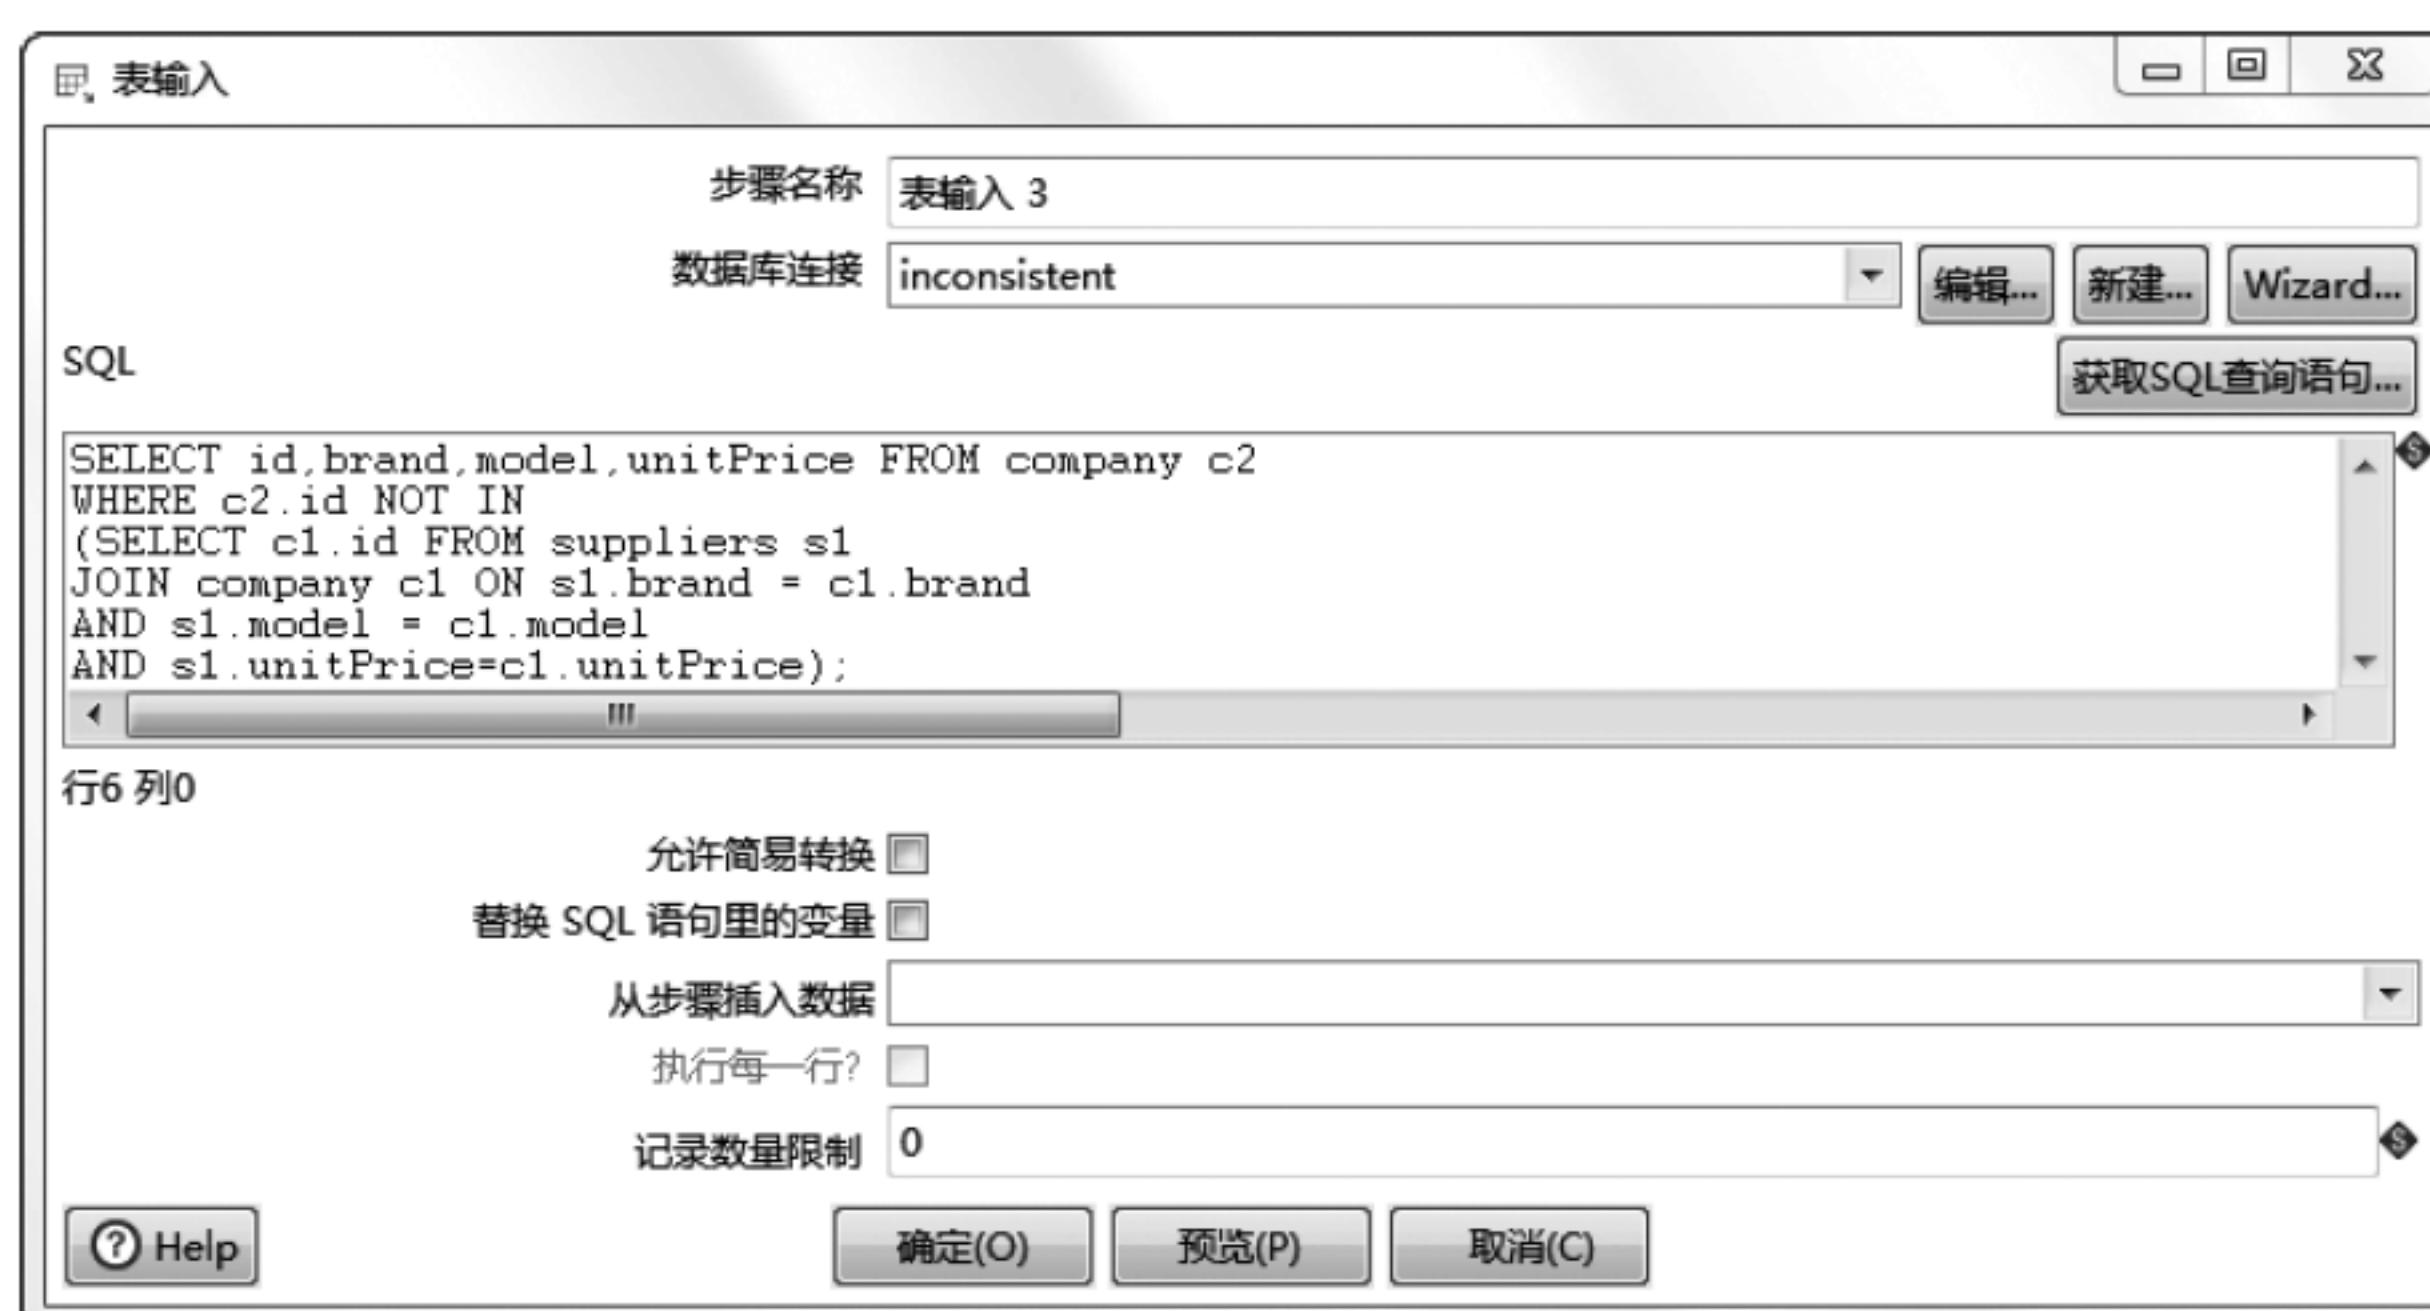 表输入
步骤名称 表输入 3
数据库连接 inconsistent 编辑... 新建... Wizard...
SQL 获取SQL查询语句...
SELECT id,brand,model,unitPrice FROM company c2
WHERE c2.id NOT IN
(SELECT c1.id FROM suppliers s1
JOIN company c1 ON s1.brand = c1.brand
AND s1.model = c1.model
AND s1.unitPrice=c1.unitPrice);
行6 列0
允许简易转换
替换 SQL 语句里的变量
从步骤插入数据
执行每一行?
记录数量限制 0
Help 确定(O) 预览(P) 取消(C)